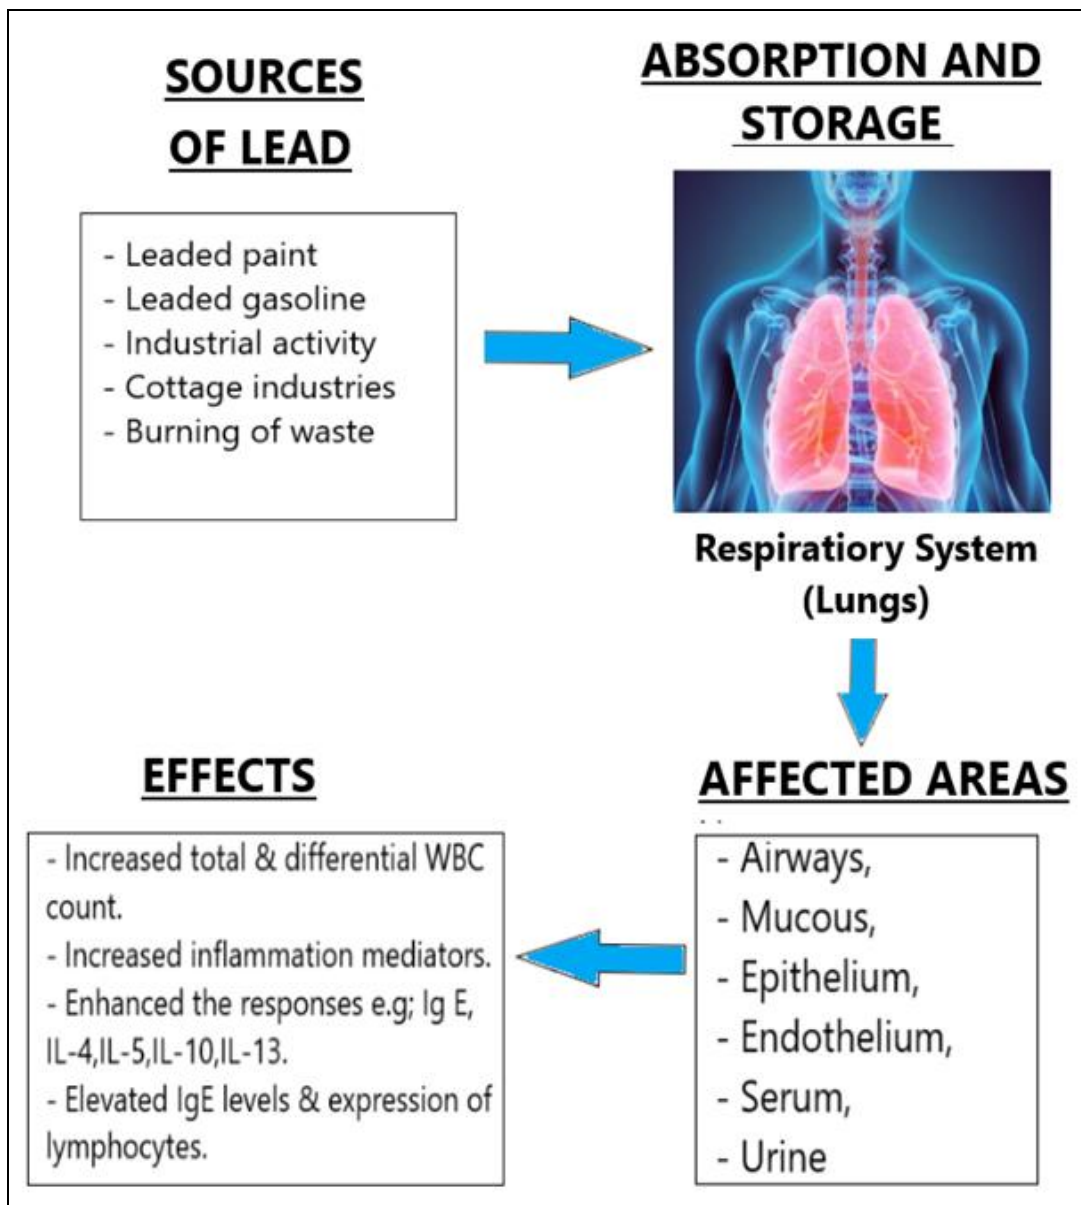 SOURCES
OF LEAD
- Leaded paint
- Leaded gasoline
- Industrial activity
- Cottage industries
- Burning of waste
ABSORPTION AND
STORAGE
Respiratiory System
(Lungs)
AFFECTED AREAS
- Airways,
- Mucous,
- Epithelium,
- Endothelium,
- Serum,
- Urine
EFFECTS
- Increased total & differential WBC
count.
- Increased inflammation mediators.
- Enhanced the responses e.g; Ig E,
IL-4,IL-5,IL-10,IL-13.
- Elevated IgE levels & expression of
lymphocytes.